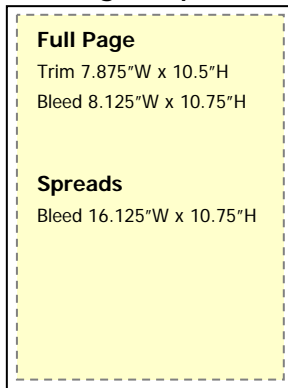 Full Page
Trim 7.875"W x 10.5"H
Bleed 8.125"W x 10.75"H
Spreads
Bleed 16.125"W x 10.75"H